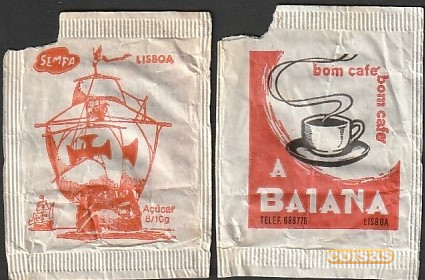 SEMPA
LISBOA
Açúcar
8/10g
bom café
bom café
A
BAIANA
TELEF. 688776
LISBOA
coisas